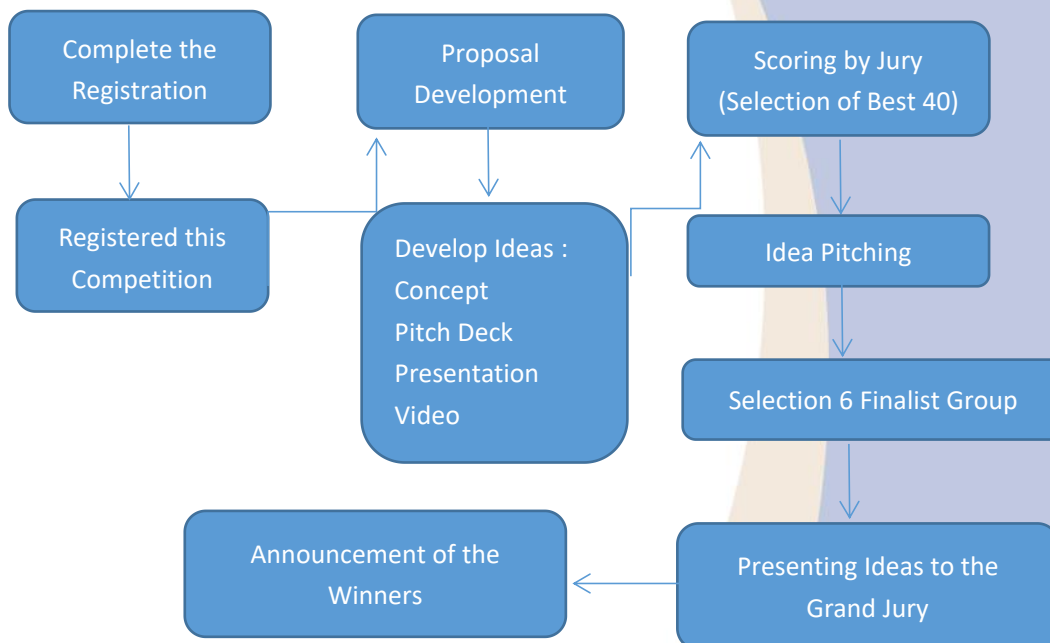 Complete the
Registration
Registered this
Competition
Proposal
Development
Develop Ideas :
Concept
Pitch Deck
Presentation
Video
Scoring by Jury
(Selection of Best 40)
Idea Pitching
Selection 6 Finalist Group
Presenting Ideas to the
Grand Jury
Announcement of the
Winners